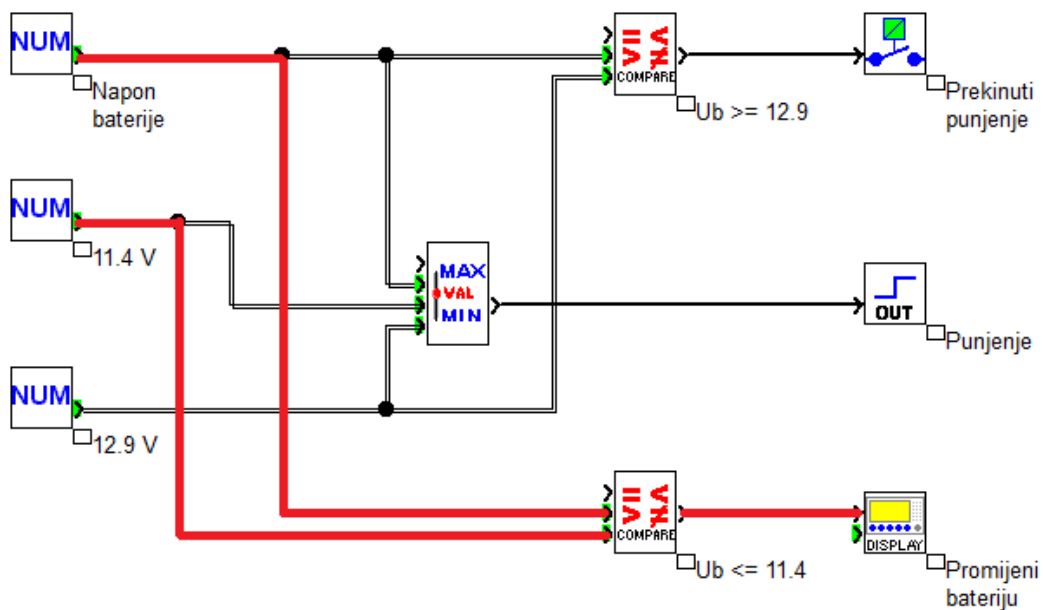 NUM
Napon
baterije
COMPARE
Ub >= 12.9
Prekinuti
punjenje
NUM
11.4 V
MAX
VAL
MIN
OUT
Punjenje
NUM
12.9 V
COMPARE
Ub <= 11.4
DISPLAY
Promijeni
bateriju